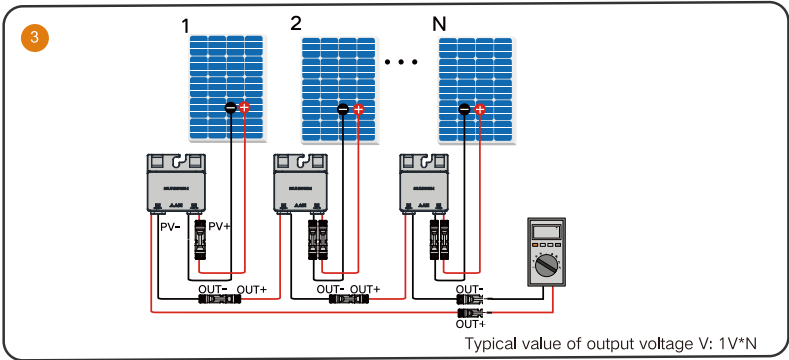 3
1
2
N
PV-
PV+
OUT- OUT+
OUT- OUT+
OUT-
OUT+
Typical value of output voltage V: 1V*N